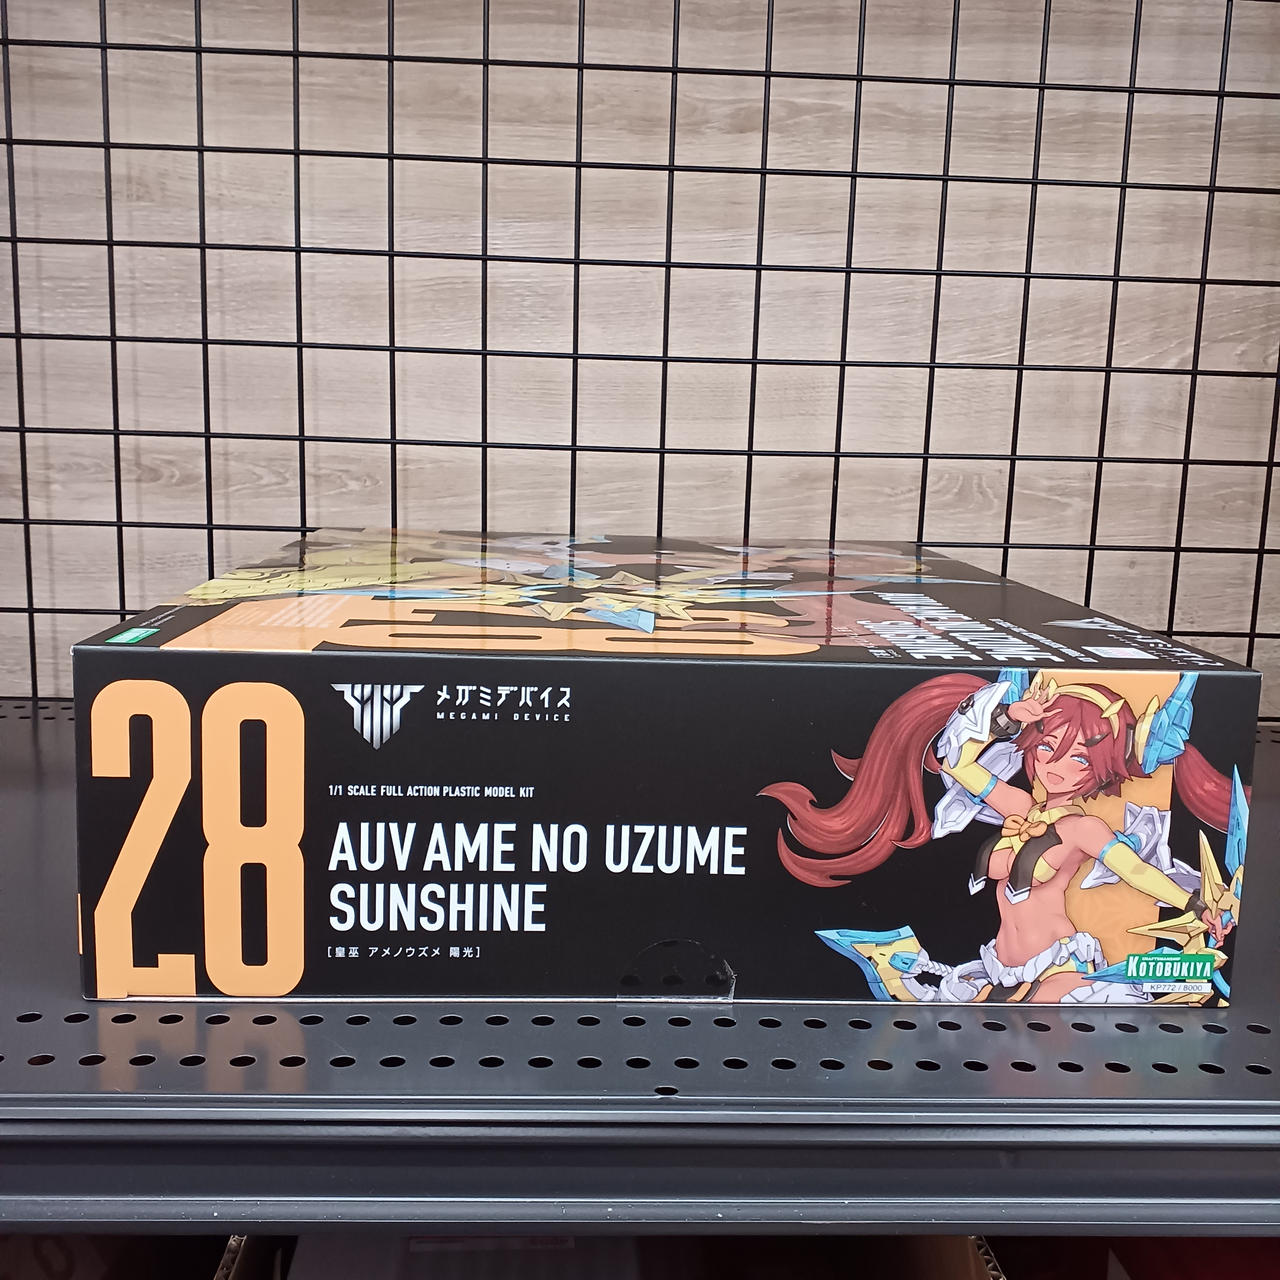 28
メガミデバイス
MEGAMI DEVICE
1/1 SCALE FULL ACTION PLASTIC MODEL KIT
AUV AME NO UZUME
SUNSHINE
[皇巫 アメノウズメ 陽光]
KOTOBUKIYA
KP772 / 8000